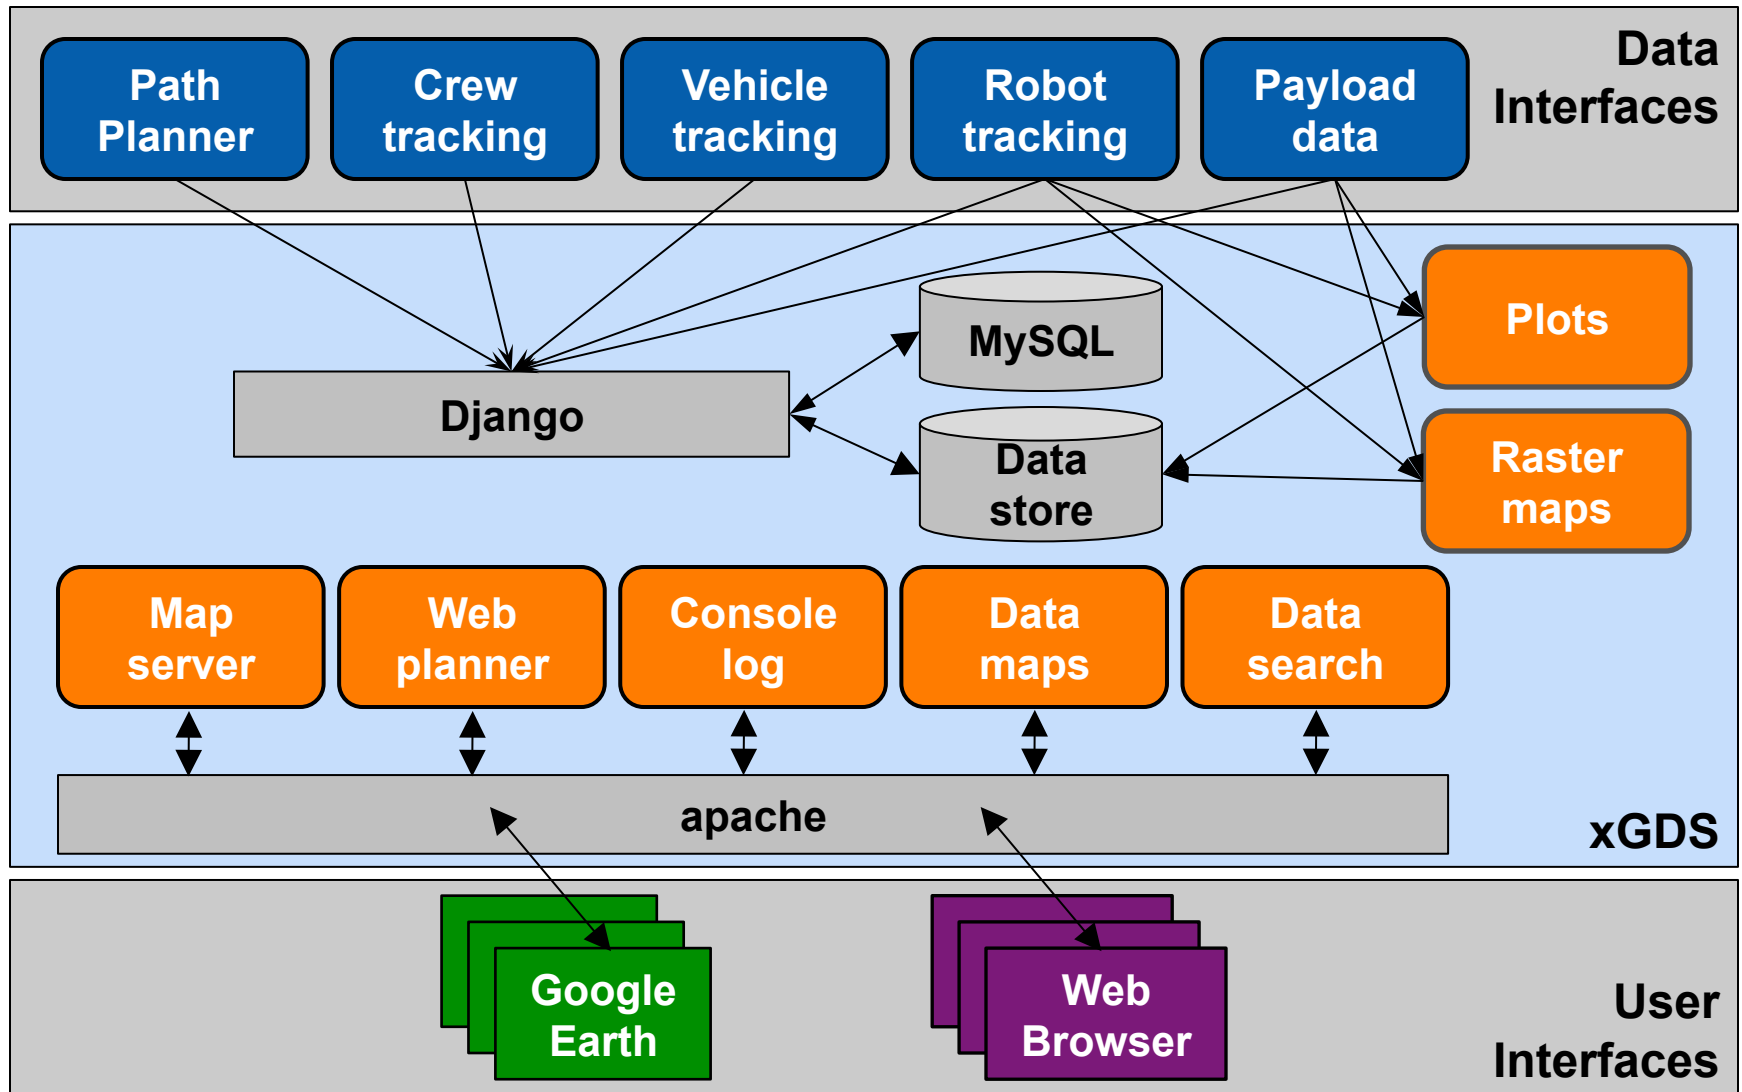 Data
Interfaces
Path
Planner
Crew
tracking
Vehicle
tracking
Robot
tracking
Payload
data
Plots
MySQL
Django
Data
store
Raster
maps
Map
server
Web
planner
Console
log
Data
maps
Data
search
apache
xGDS
Google
Earth
Web
Browser
User
Interfaces